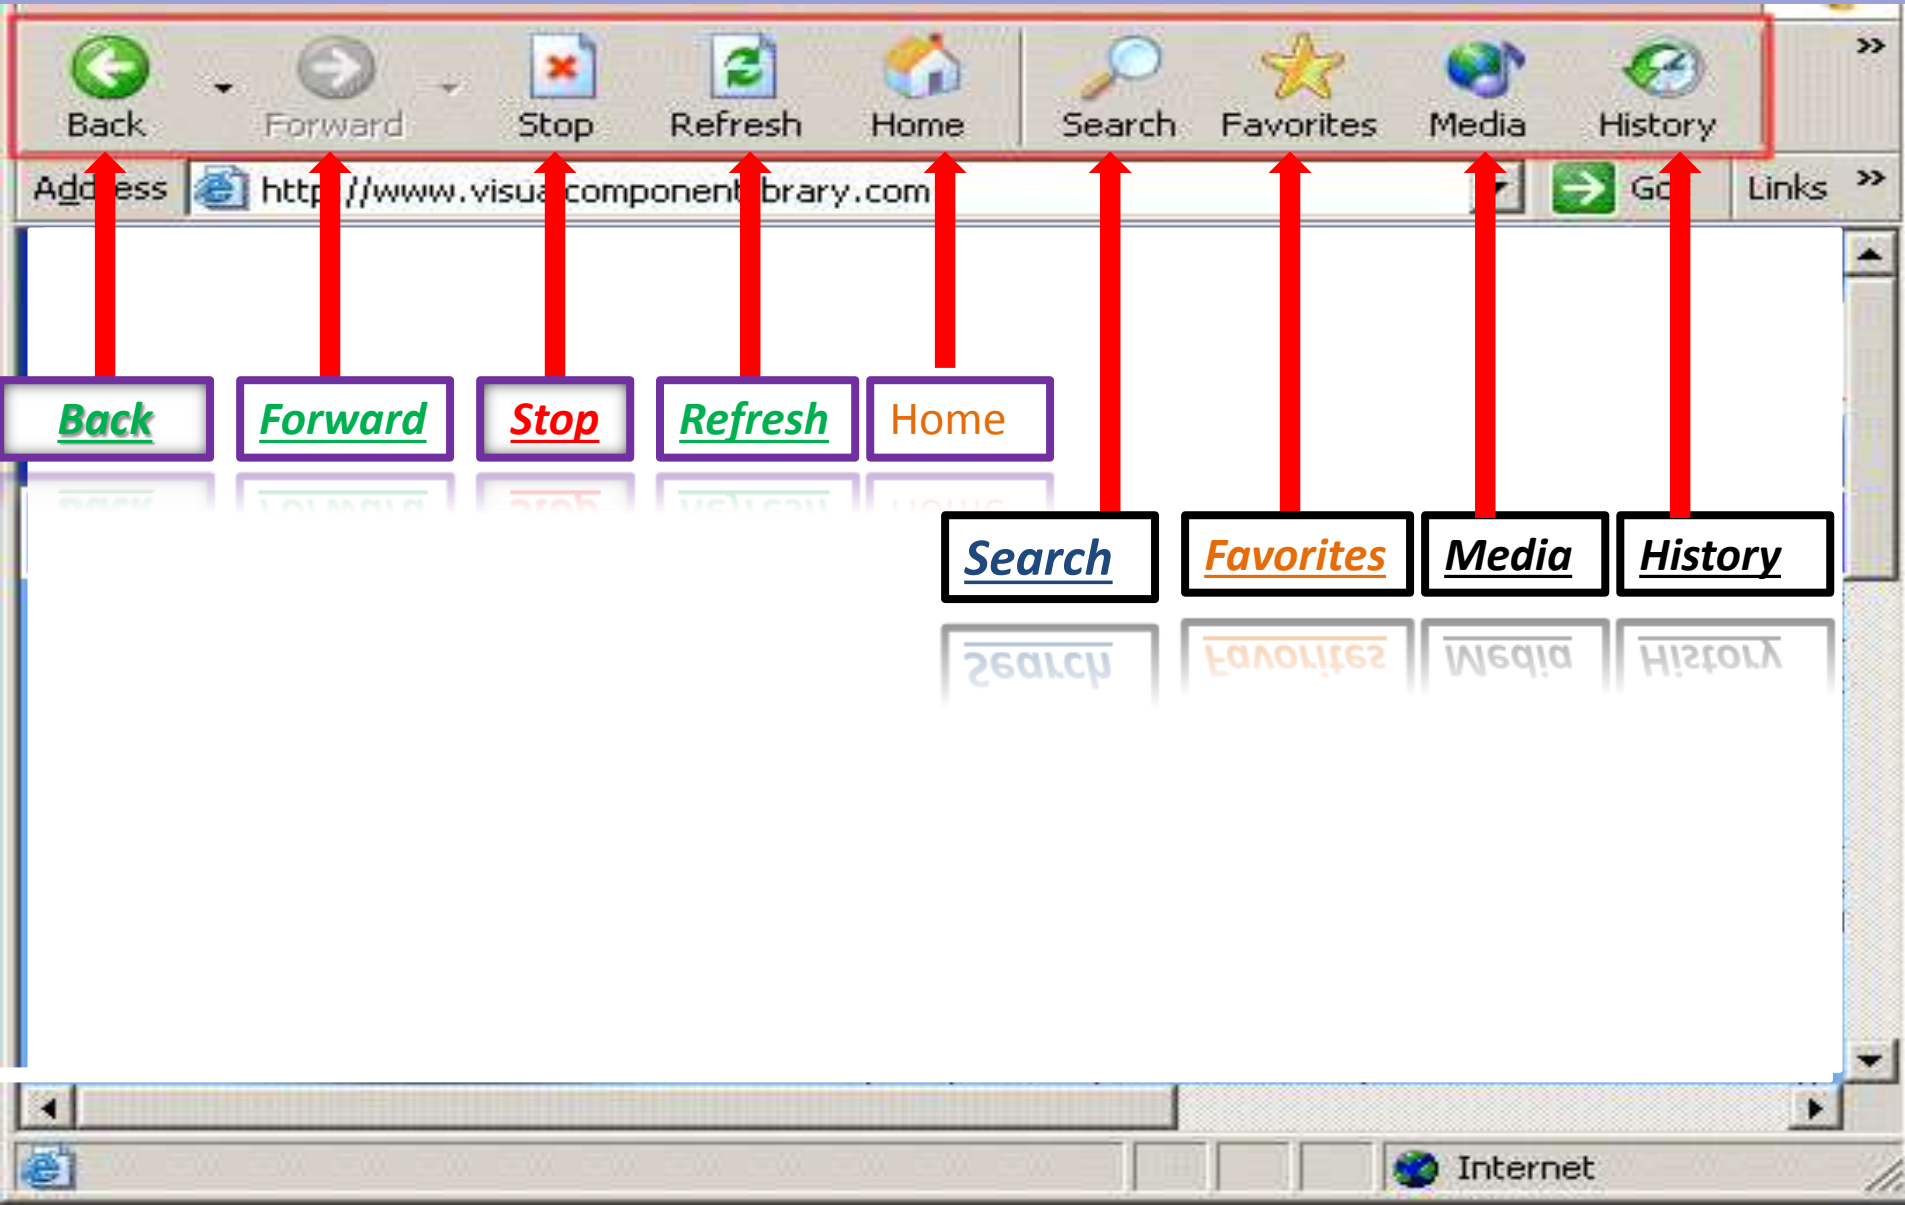 Back Forward Stop Refresh Home Search Favorites Media History »
Address http://www.visualcomponentlibrary.com Go Links »
Back Forward Stop Refresh Home
Search Favorites Media History
Internet